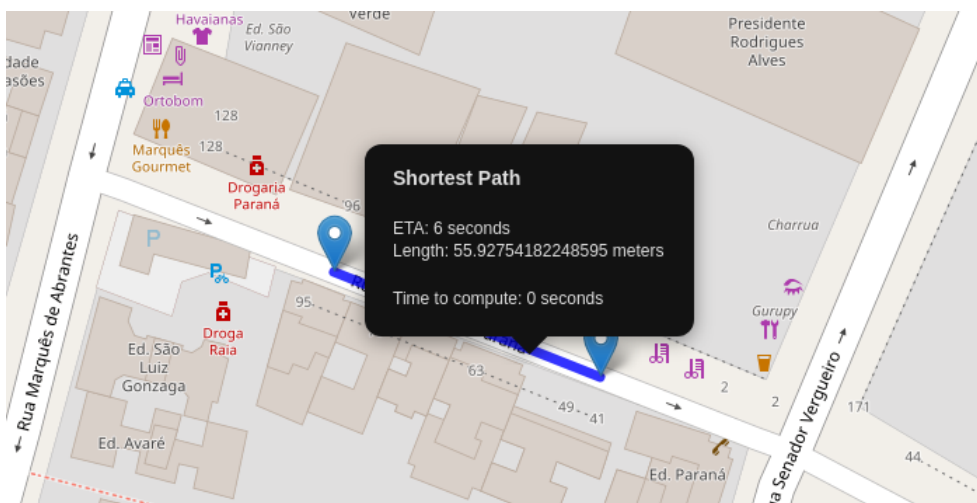 Verde
Havaianas
Ed. São
Vianney
Presidente
Rodrigues
Alves
dade
asões
Ortobom
128
128
Marquês
Gourmet
Drogaria
Paraná
96
Shortest Path
ETA: 6 seconds
Length: 55.92754182248595 meters
Time to compute: 0 seconds
Charrua
P
P
95
Gurupy
Droga
Raia
Ed. São
Luiz
Gonzaga
63
49
41
2
2
171
44
Rua Marquês de Abrantes
Senador Vergueiro
Ed. Avaré
Ed. Paraná